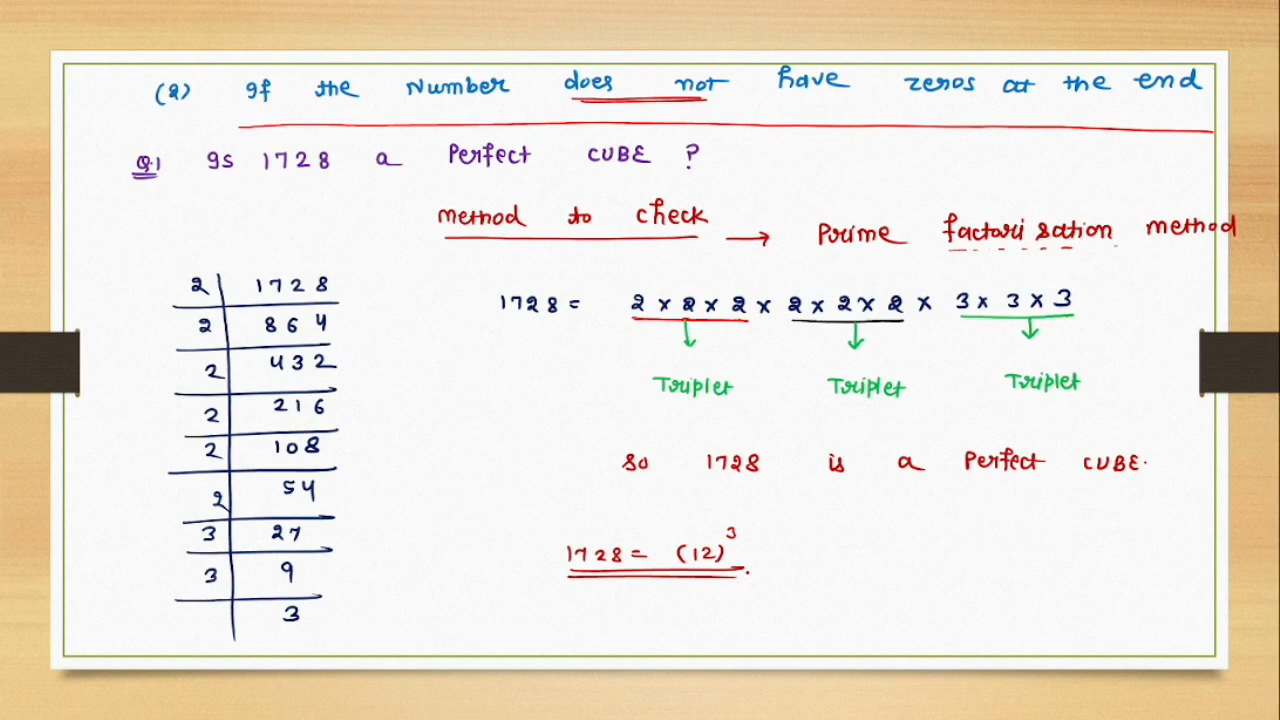 (2) If the Number does not have zeros at the end
Q.1 Is 1728 a Perfect CUBE ?
method to check → Prime factorisation method
2 | 1728
2 | 864
2 | 432
2 | 216
2 | 108
2 | 54
3 | 27
3 | 9
3
1728 = 2 × 2 × 2 × 2 × 2 × 2 × 3 × 3 × 3
Triplet Triplet Triplet
So 1728 is a Perfect CUBE.
1728 = (12)³.